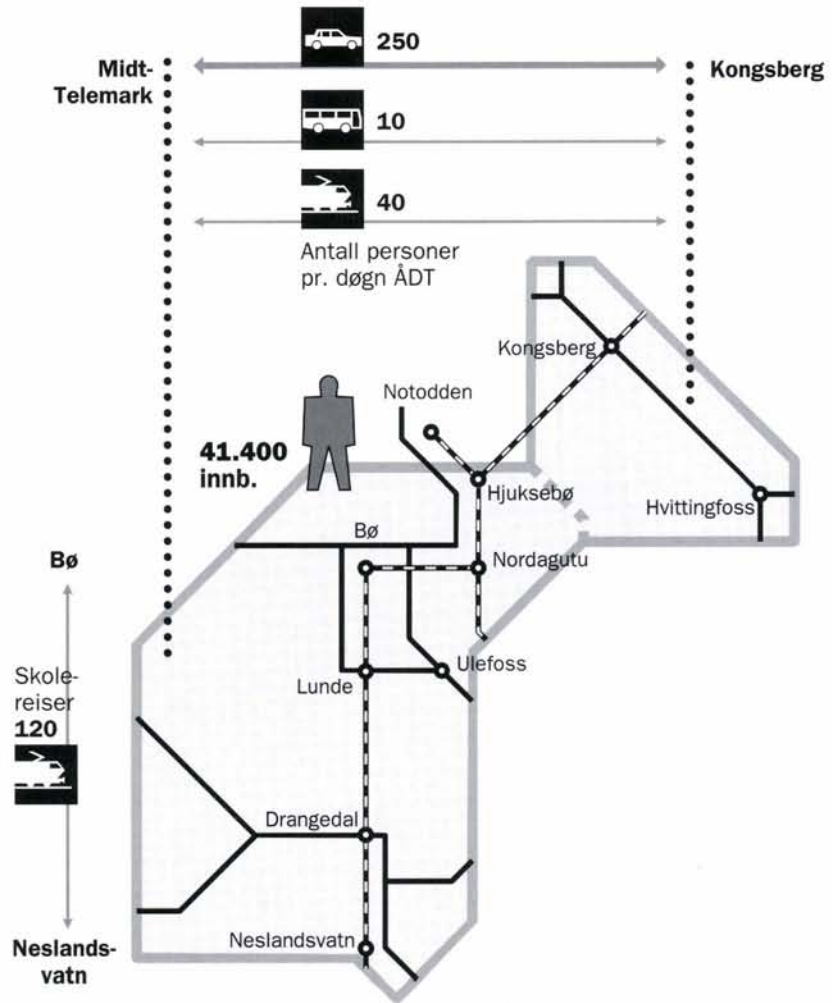 250
Midt-
Telemark
Kongsberg
10
40
Antall personer
pr. døgn ÅDT
Kongsberg
Notodden
41.400
innb.
Hjuksebø
Hvittingfoss
Bø
Bø
Nordagutu
Ulefoss
Lunde
Skole-
reiser
120
Drangedal
Neslandsvatn
Neslands-
vatn